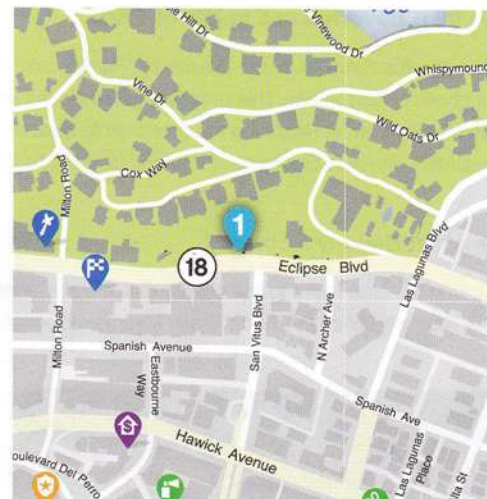 Vinewood Dr
Whispymound
Vine Dr
Wild Oats Dr
Cox Way
Milton Road
1
18
Eclipse Blvd
Las Lagunas Blvd
San Vitus Blvd
N Archer Ave
Milton Road
Spanish Avenue
Eastbourne
Way
Spanish Ave
Hawick Avenue
Las Lagunas
Place
oulevard Del Perro